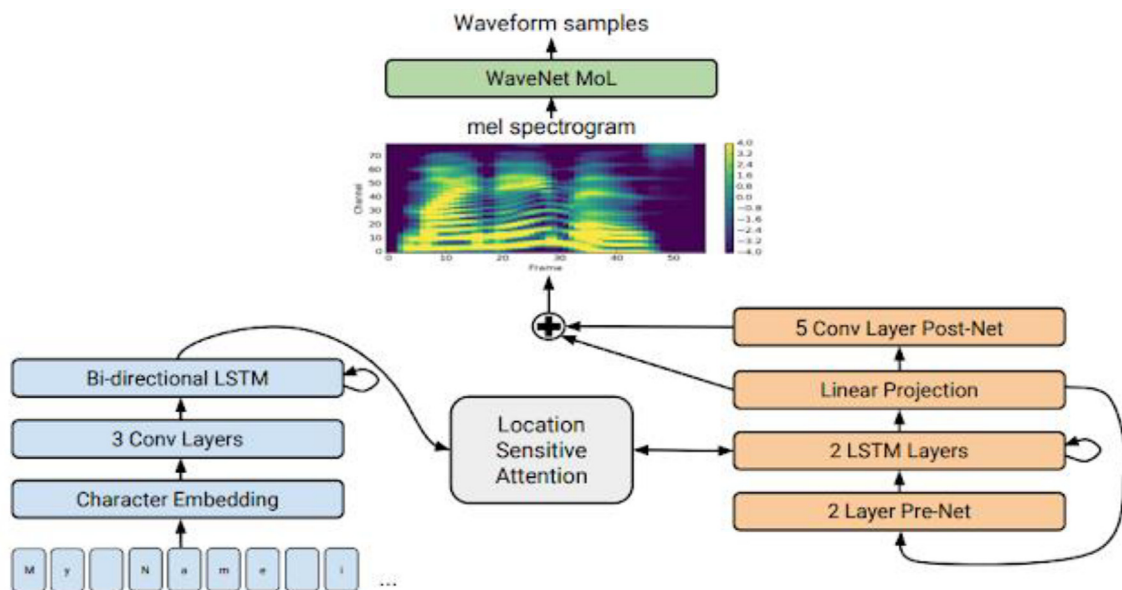 Waveform samples
WaveNet MoL
mel spectrogram
70
60
50
40
30
20
10
0
Channel
0 10 20 30 40 50
Frame
4.0
3.2
2.4
1.6
0.8
0.0
−0.8
−1.6
−2.4
−3.2
−4.0
5 Conv Layer Post-Net
Bi-directional LSTM
Linear Projection
3 Conv Layers
Location
Sensitive
Attention
2 LSTM Layers
Character Embedding
2 Layer Pre-Net
M y N a m e i ...